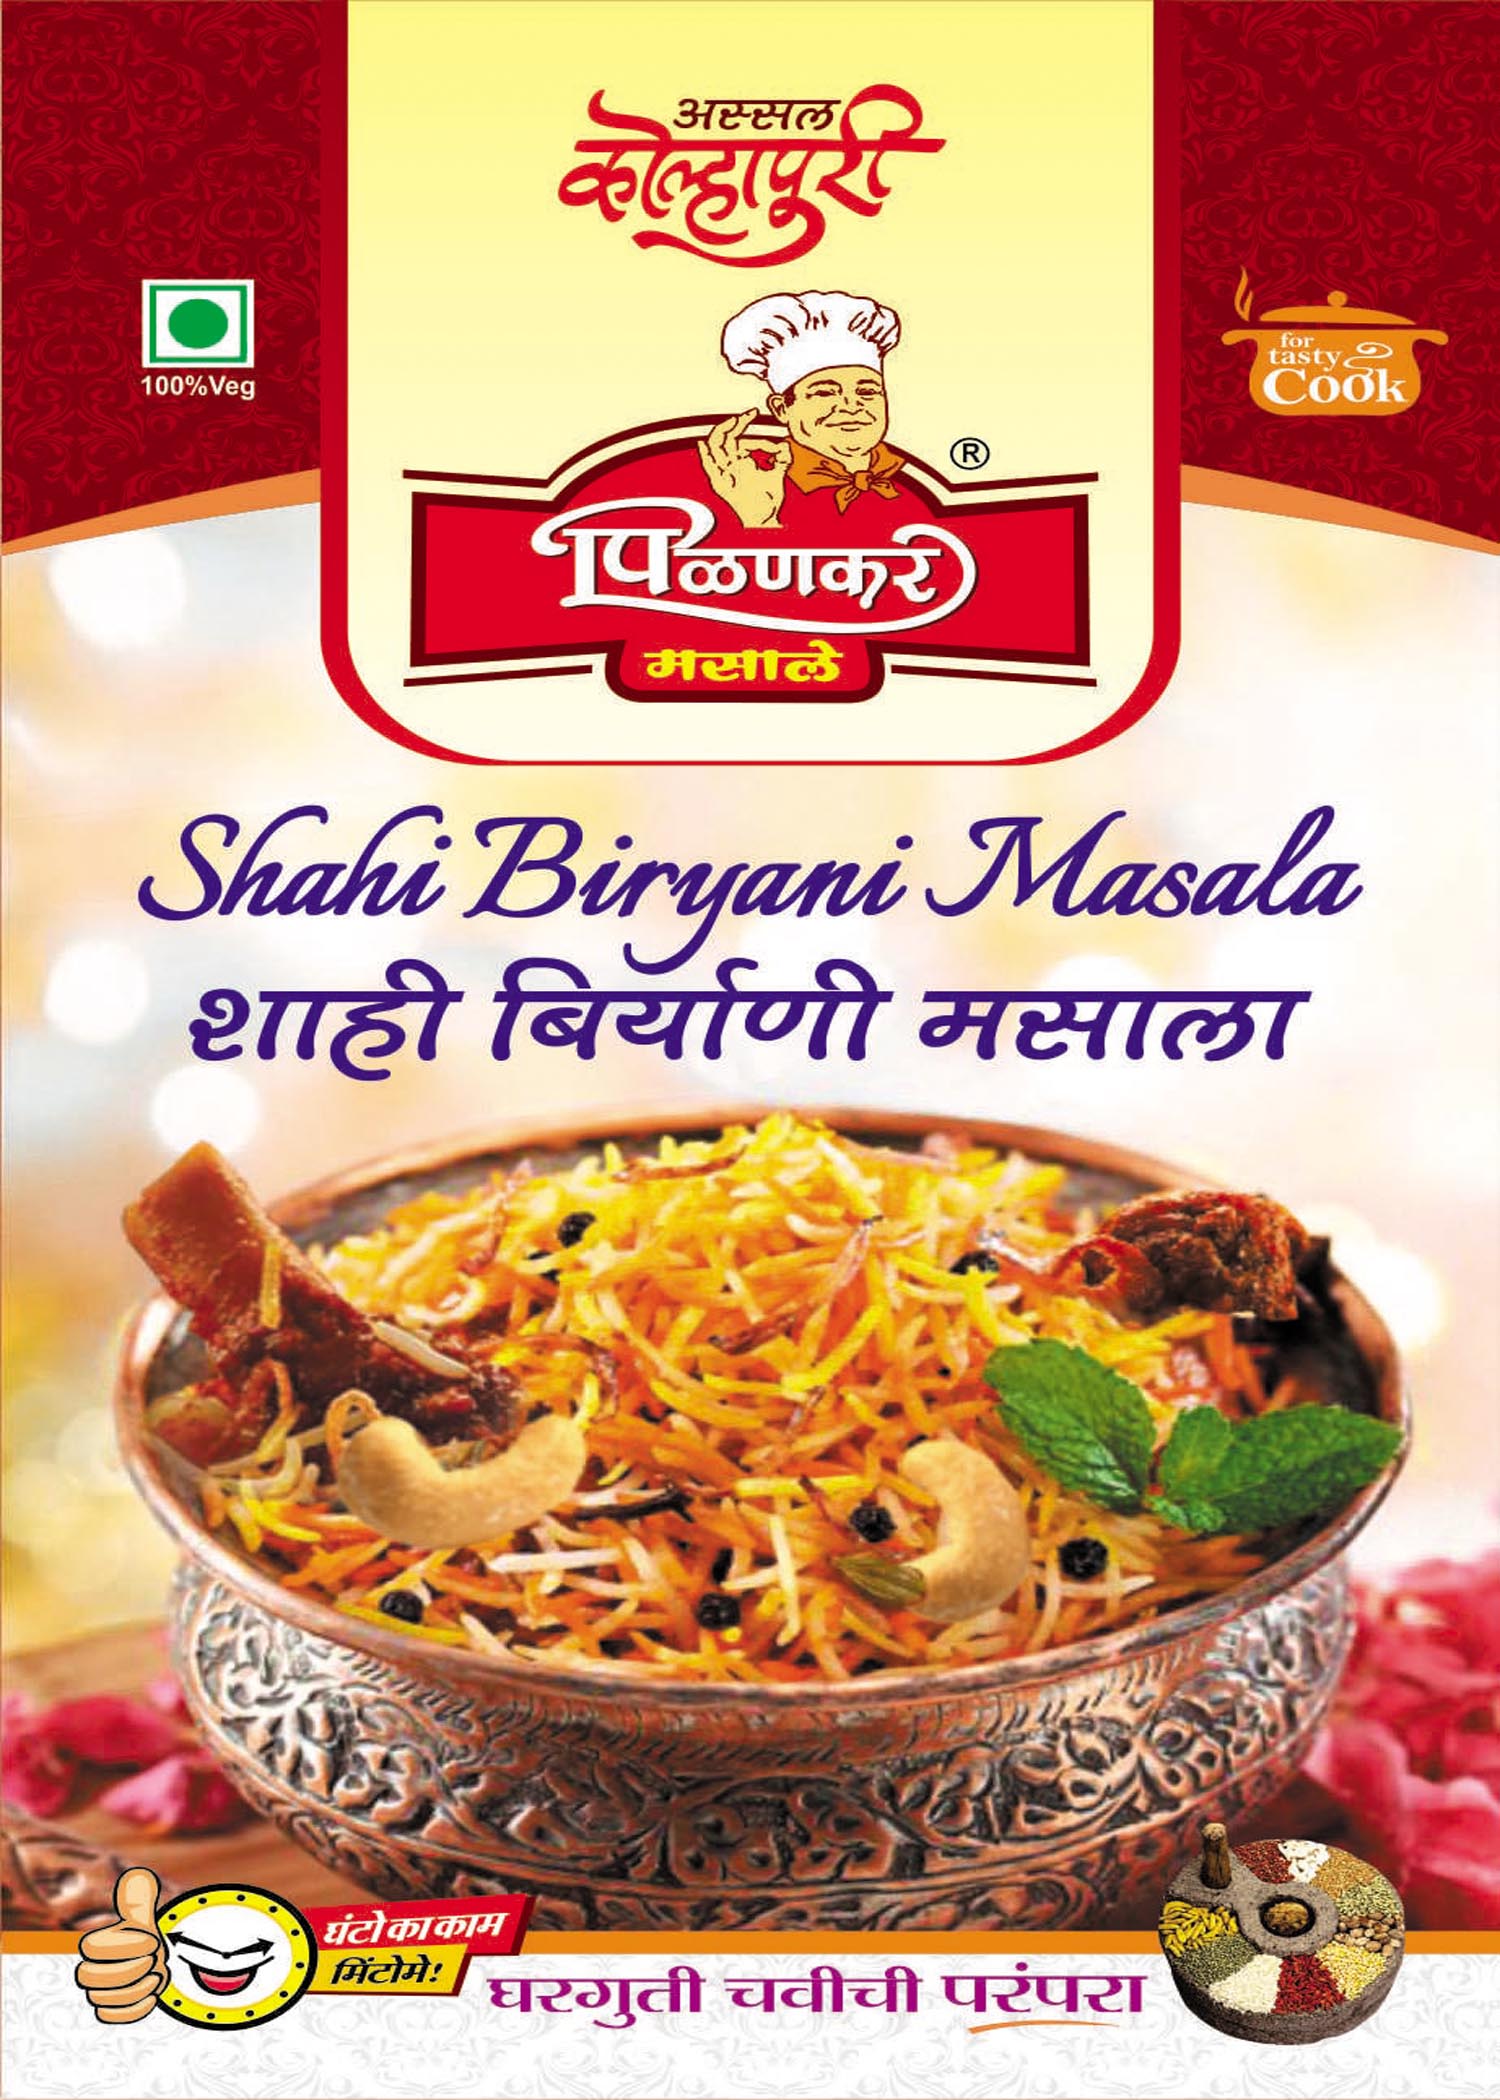 अस्सल
कोल्हापुरी
100%Veg
for
tasty
Cook
®
पिळणकर
मसाले
Shahi Biryani Masala
शाही बिर्याणी मसाला
घंटो का काम
मिंटोमे!
घरगुती चवीची परंपरा